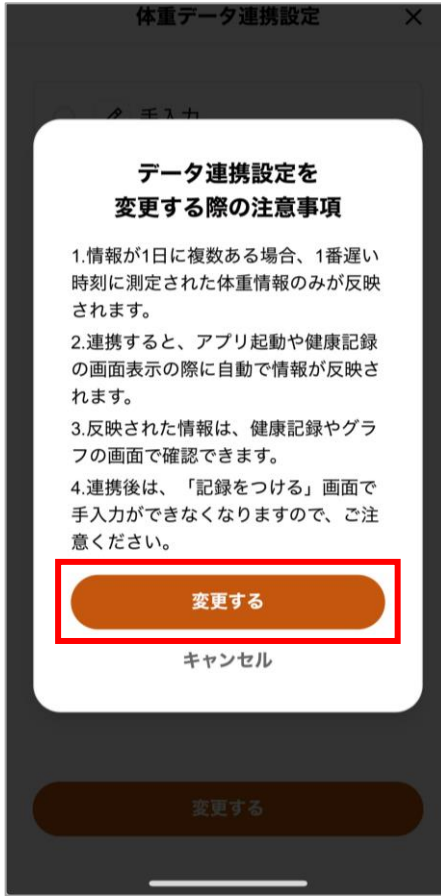 体重データ連携設定
手入力
データ連携設定を
変更する際の注意事項
1.情報が1日に複数ある場合、1番遅い
時刻に測定された体重情報のみが反映
されます。
2.連携すると、アプリ起動や健康記録
の画面表示の際に自動で情報が反映さ
れます。
3.反映された情報は、健康記録やグラ
フの画面で確認できます。
4.連携後は、「記録をつける」画面で
手入力ができなくなりますので、ご注
意ください。
変更する
キャンセル
変更する